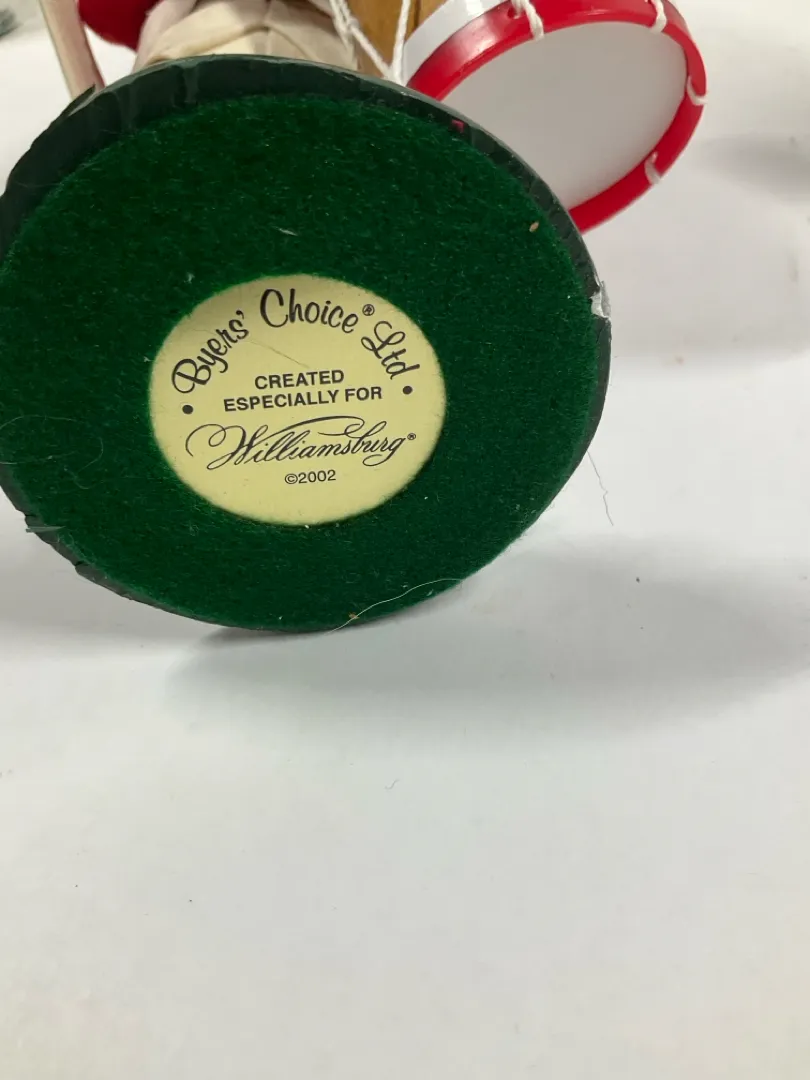 Byers' Choice® Ltd
• CREATED •
ESPECIALLY FOR
Williamsburg®
©2002